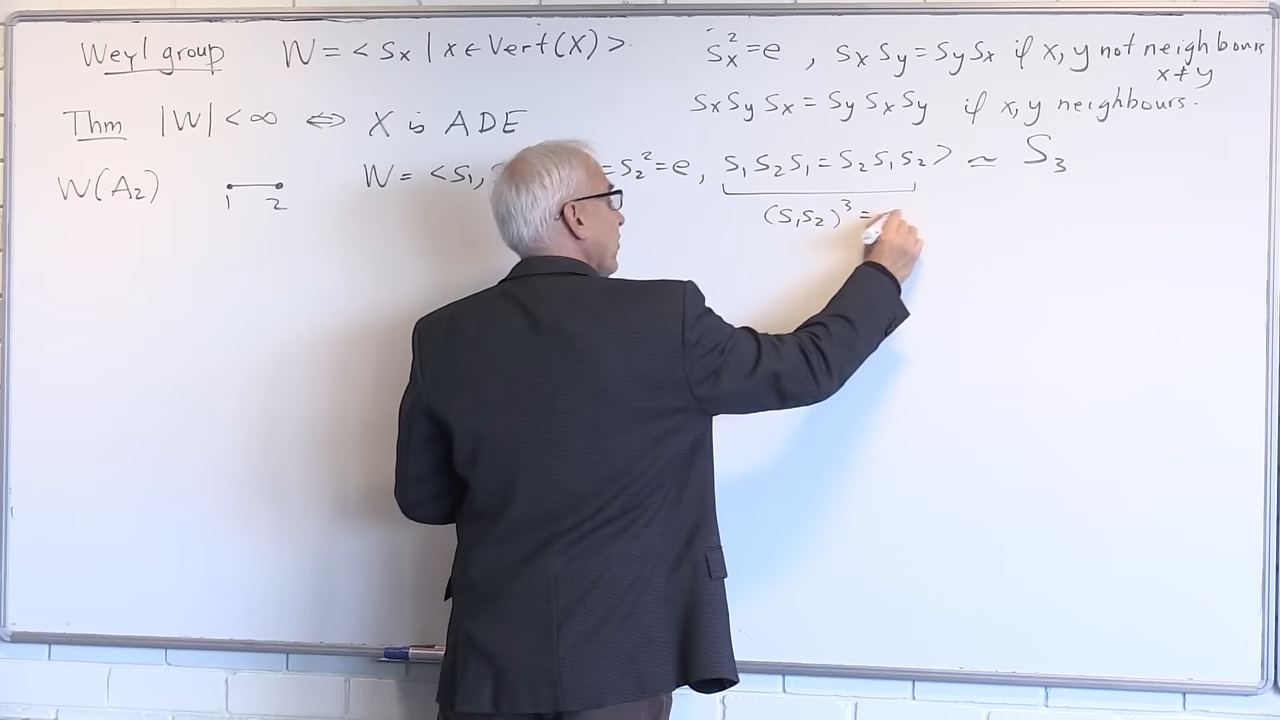 Weyl group W = < s_x | x ∈ Vert(X) > s_x^2 = e , s_x s_y = s_y s_x if x, y not neighbours
x ≠ y
s_x s_y s_x = s_y s_x s_y if x, y neighbours.
Thm |W| < ∞ ⇔ X is ADE
W = < s_1, = s_2^2 = e, s_1 s_2 s_1 = s_2 s_1 s_2 > ≃ S_3
W(A_2)
1 2
(s_1 s_2)^3 =